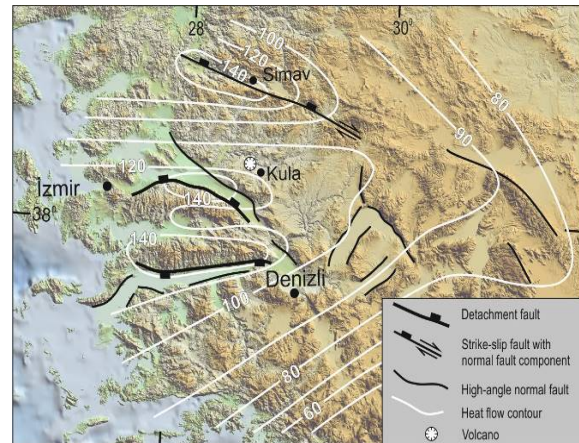 28
30°
100
120
140
Simav
80
90
120
Kula
Izmir
140
38°
140
Denizli
100
80
60
Detachment fault
Strike-slip fault with
normal fault component
High-angle normal fault
Heat flow contour
Volcano